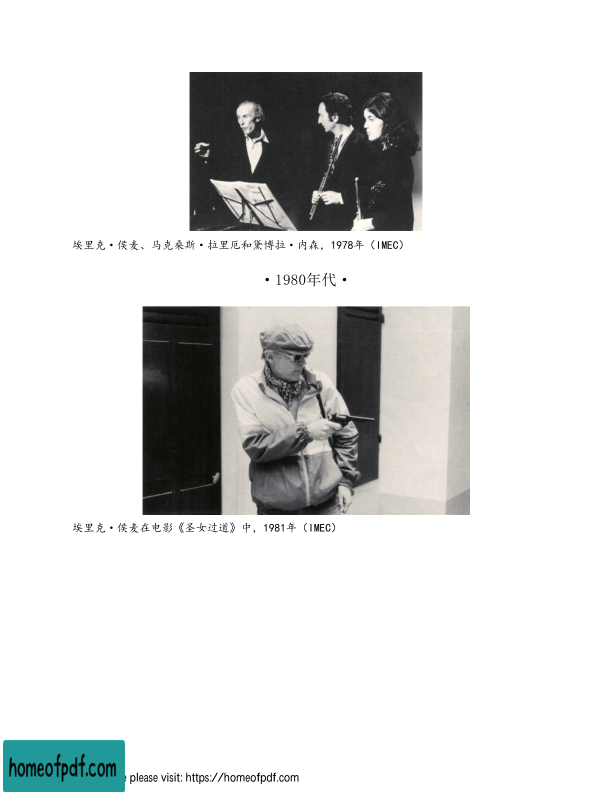 埃里克·侯麦、马克桑斯·拉里厄和黛博拉·内森，1978年（IMEC）
·1980年代·
埃里克·侯麦在电影《圣女过道》中，1981年（IMEC）
homeofpdf.com
e please visit: https://homeofpdf.com